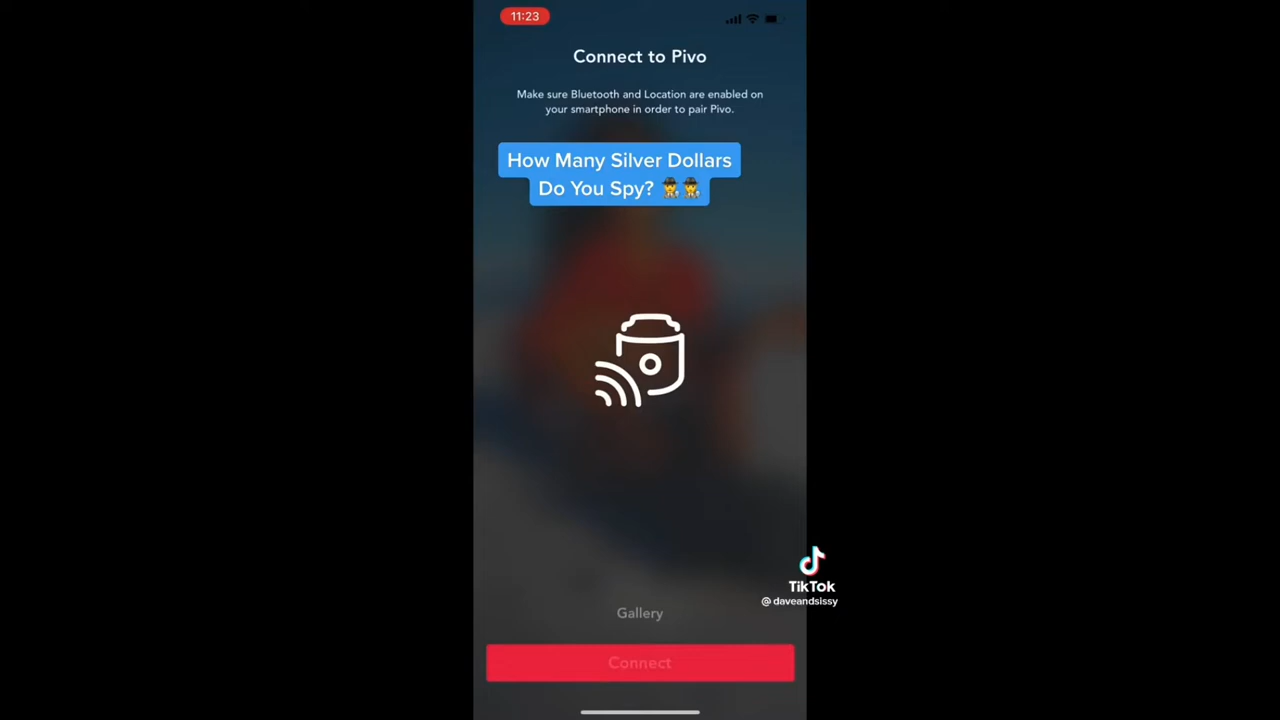 11:23
Connect to Pivo
Make sure Bluetooth and Location are enabled on
your smartphone in order to pair Pivo.
How Many Silver Dollars
Do You Spy? 🕵️🕵️
TikTok
@daveandsissy
Gallery
Connect